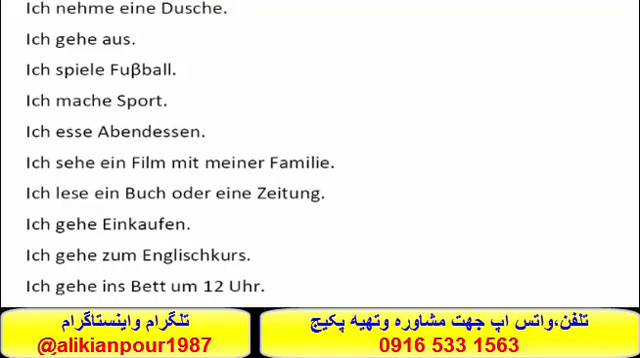 Ich nehme eine Dusche.
Ich gehe aus.
Ich spiele Fuβball.
Ich mache Sport.
Ich esse Abendessen.
Ich sehe ein Film mit meiner Familie.
Ich lese ein Buch oder eine Zeitung.
Ich gehe Einkaufen.
Ich gehe zum Englischkurs.
Ich gehe ins Bett um 12 Uhr.
تلفن،واتس اپ جهت مشاوره وتهیه پکیج
0916 533 1563
تلگرام واینستاگرام
@alikianpour1987